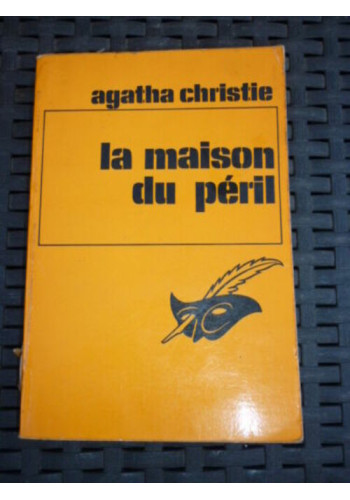 agatha christie
la maison
du péril